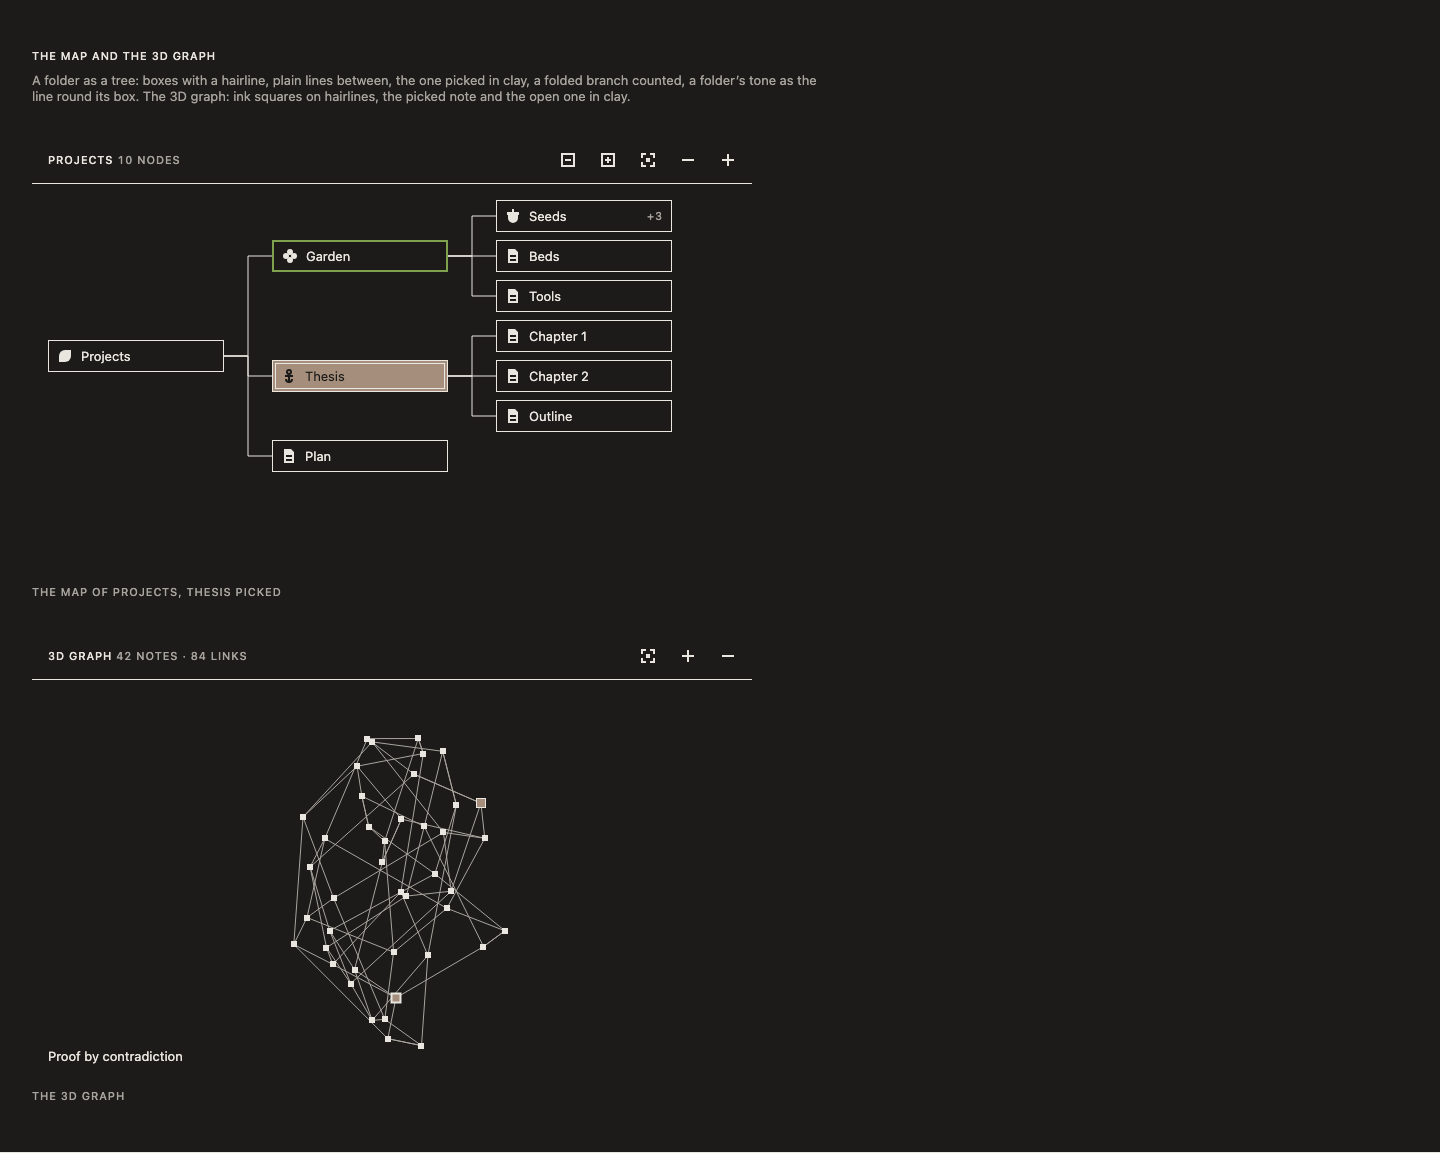 THE MAP AND THE 3D GRAPH
A folder as a tree: boxes with a hairline, plain lines between, the one picked in clay, a folded branch counted, a folder's tone as the
line round its box. The 3D graph: ink squares on hairlines, the picked note and the open one in clay.
PROJECTS 10 NODES
Seeds +3
Garden
Beds
Tools
Chapter 1
Projects
Thesis
Chapter 2
Outline
Plan
THE MAP OF PROJECTS, THESIS PICKED
3D GRAPH 42 NOTES · 84 LINKS
Proof by contradiction
THE 3D GRAPH